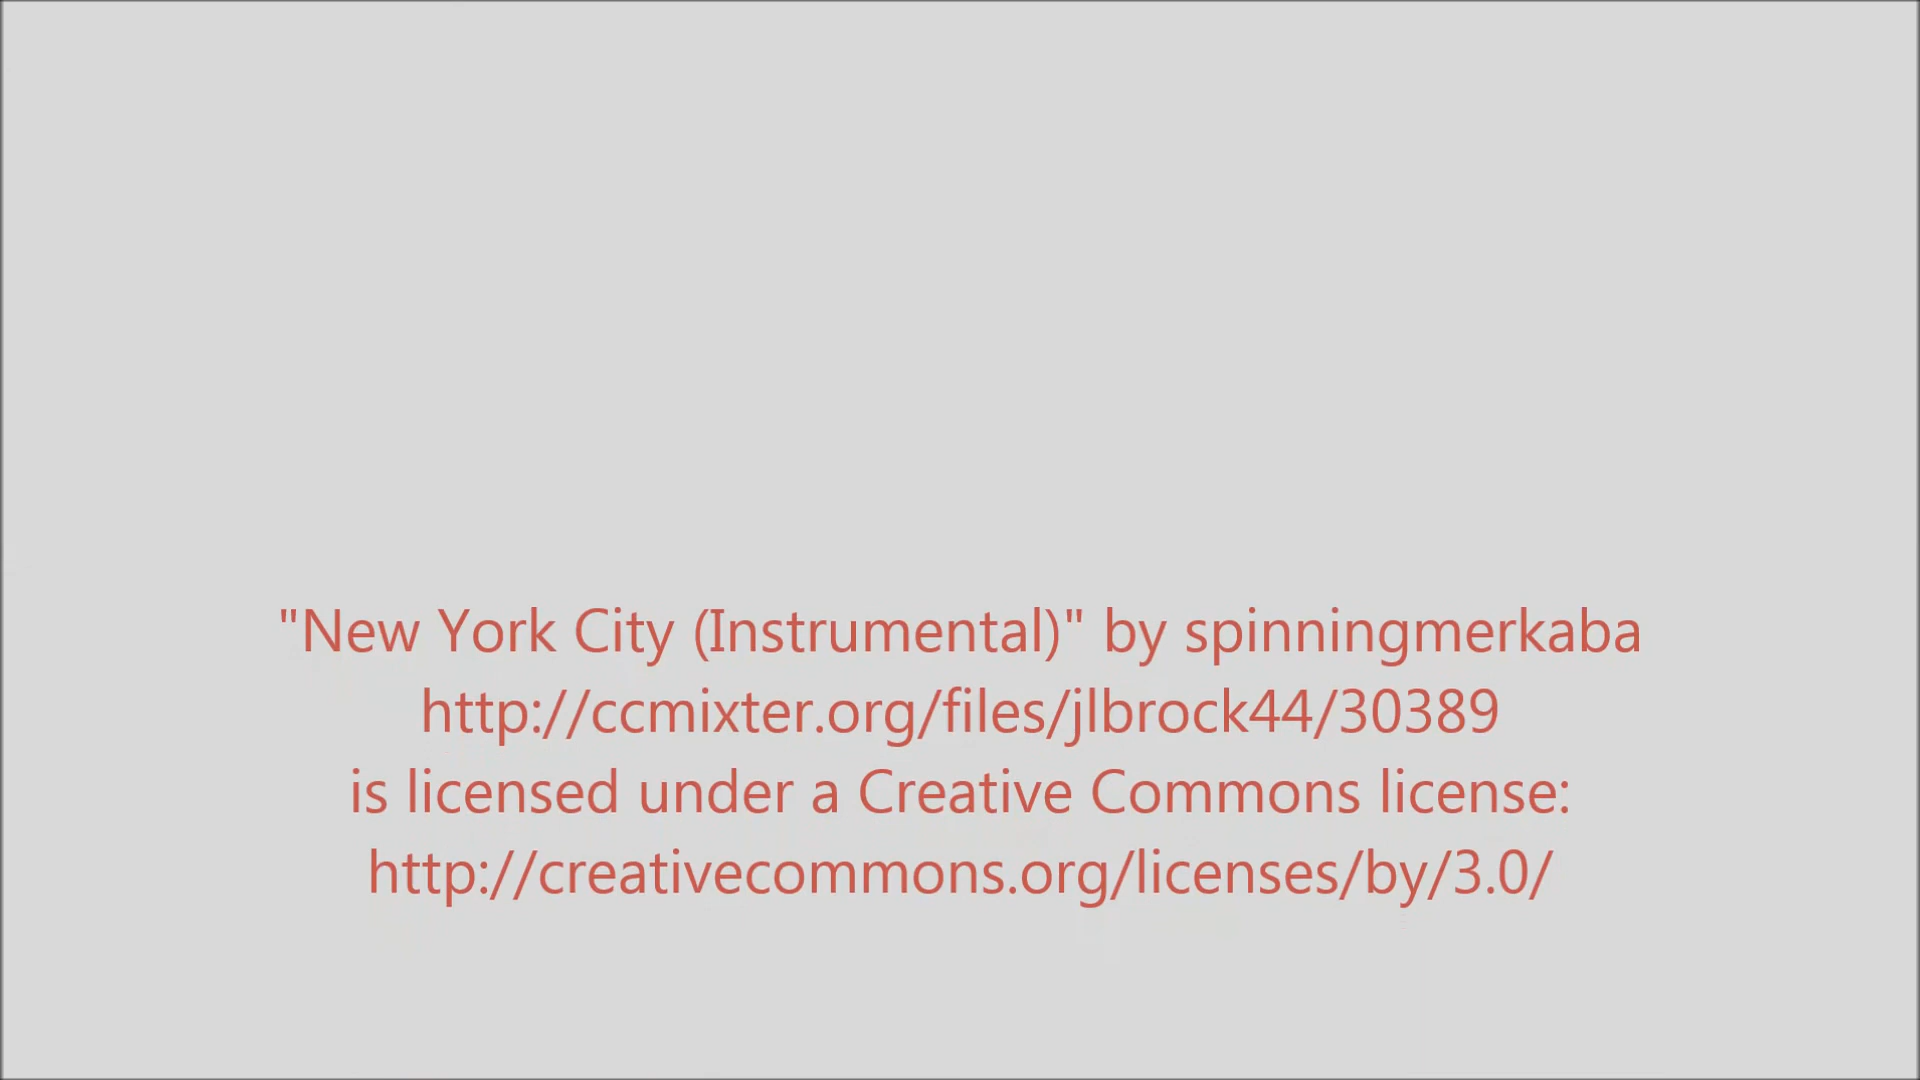 "New York City (Instrumental)" by spinningmerkaba
http://ccmixter.org/files/jlbrock44/30389
is licensed under a Creative Commons license:
http://creativecommons.org/licenses/by/3.0/